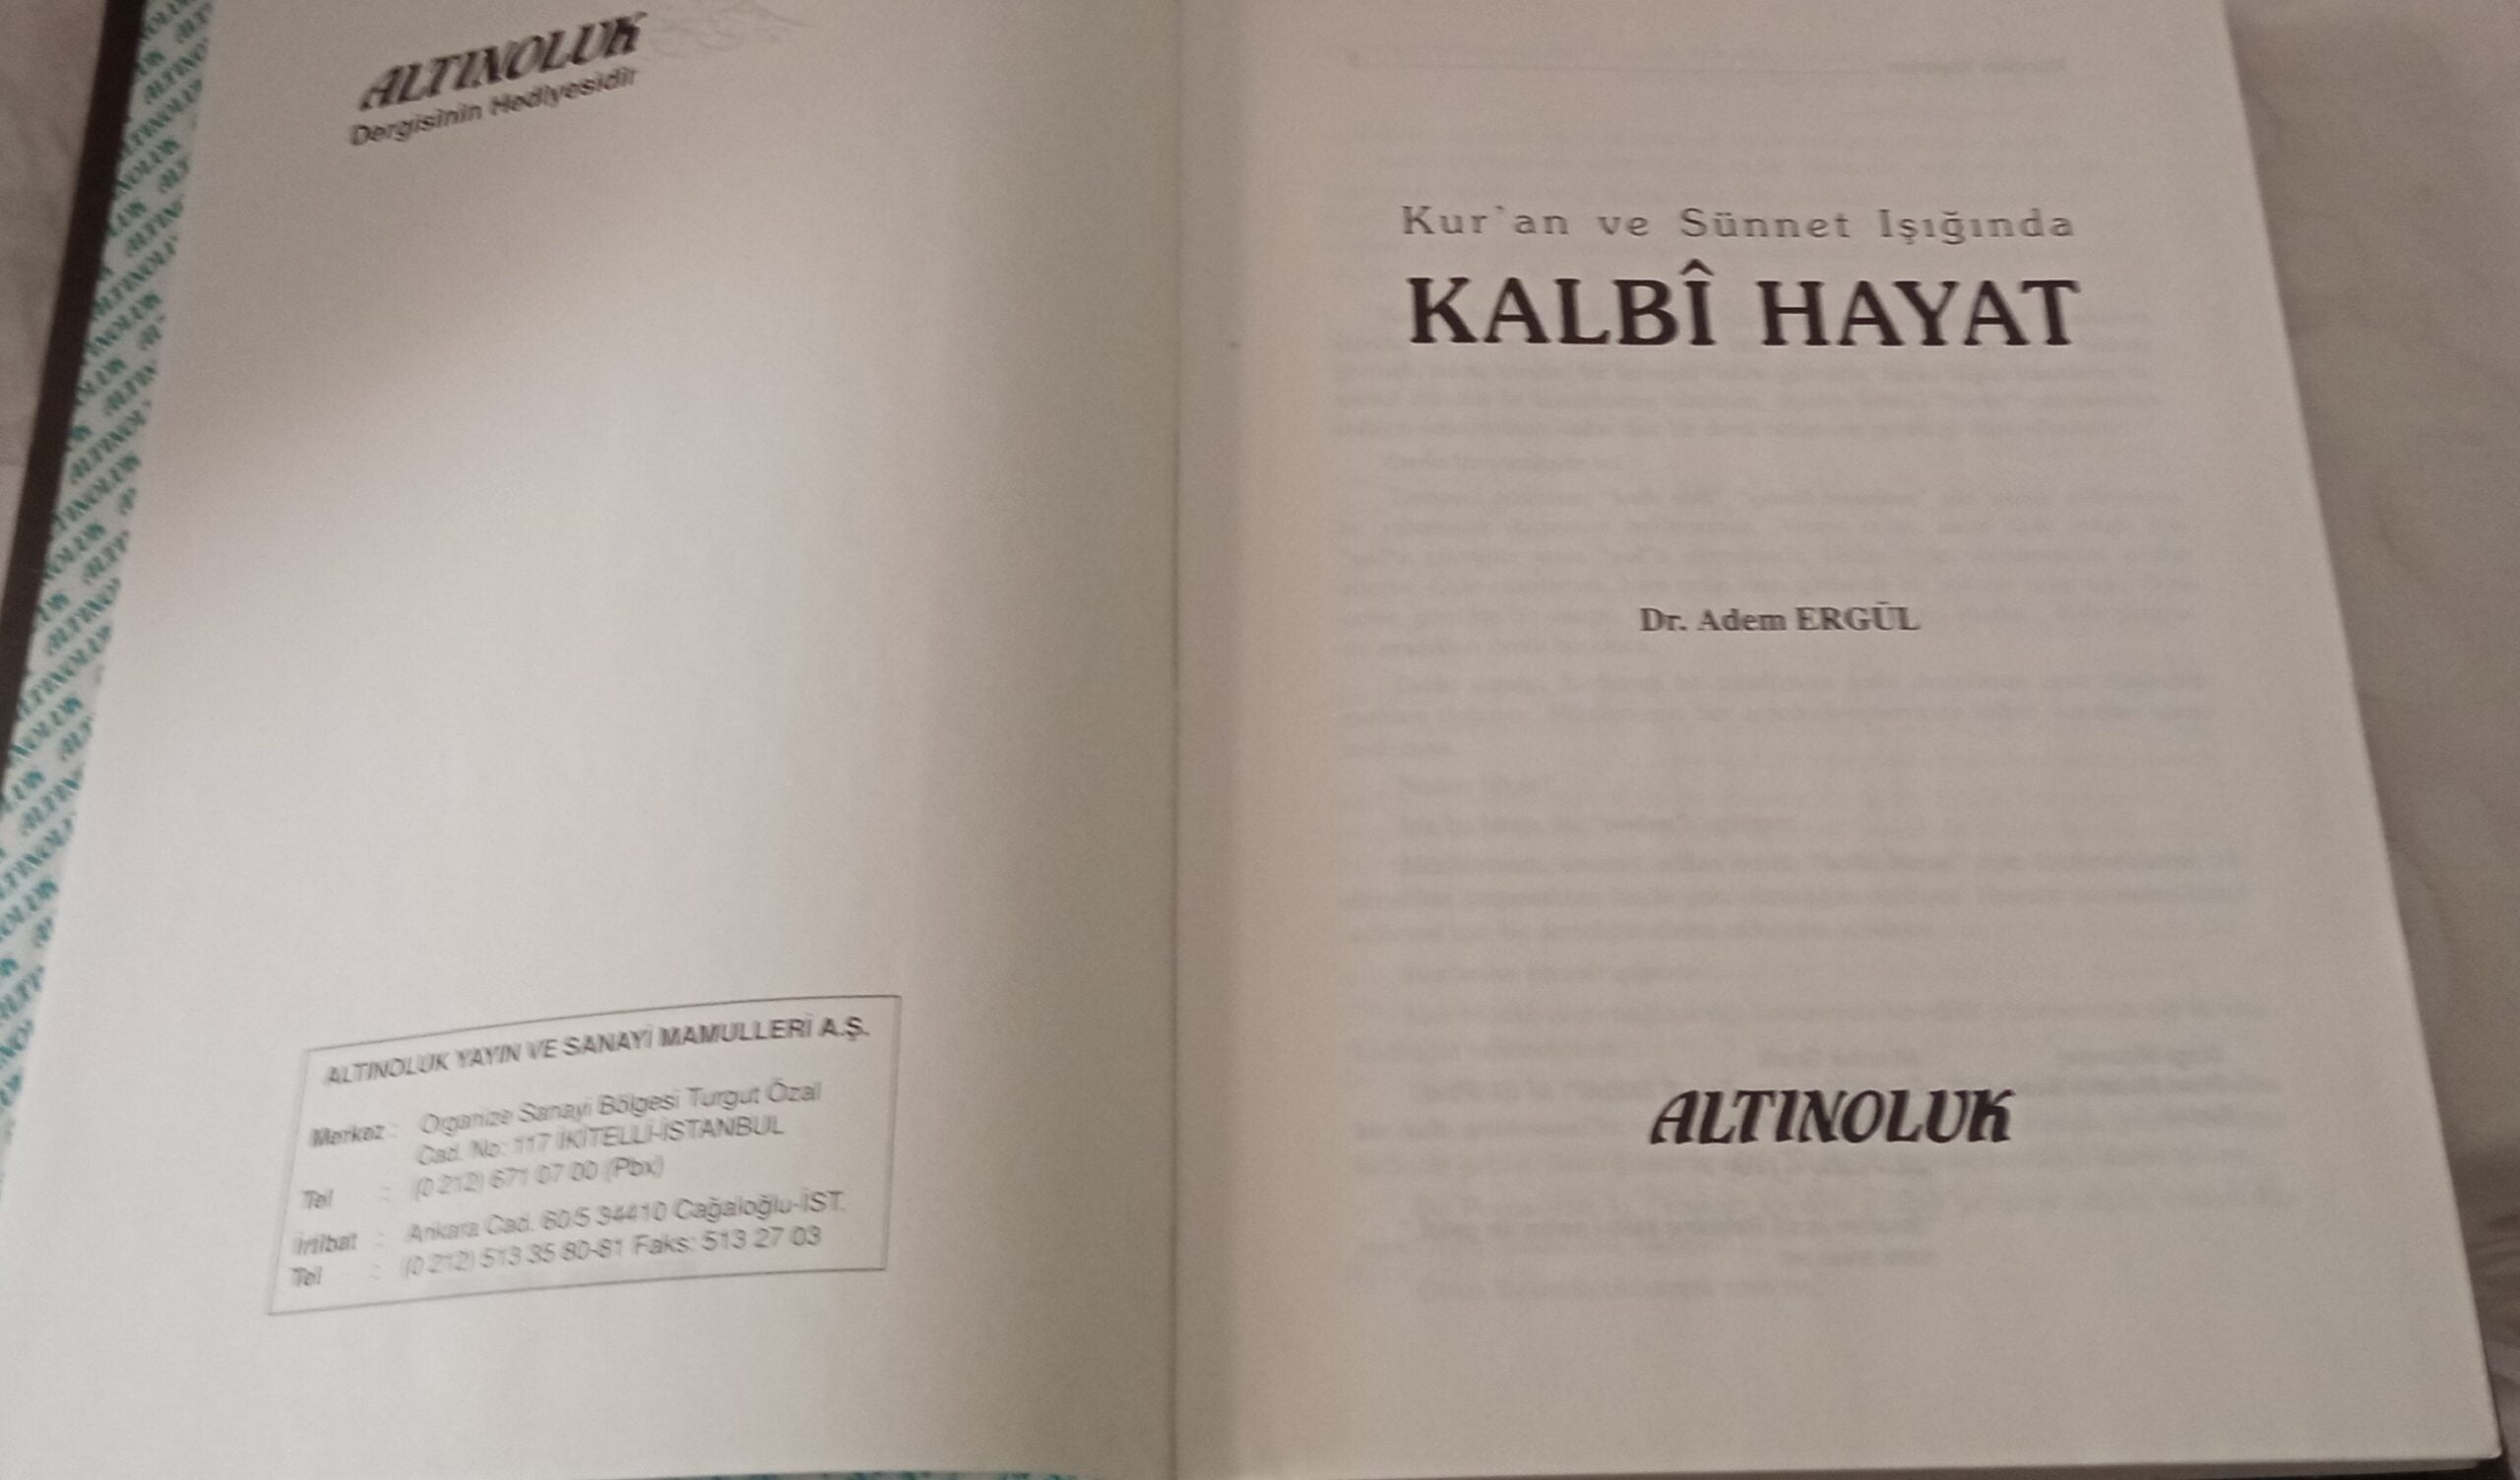 ALTINOLUK
Dergisinin Hediyesidir
ALTINOLUK YAYIN VE SANAYİ MAMULLERİ A.Ş.
Merkez : Organize Sanayi Bölgesi Turgut Özal
Cad. No: 117 İKİTELLİ-İSTANBUL
Tel : (0 212) 671 07 00 (Pbx)
İrtibat : Ankara Cad. 60/5 34410 Cağaloğlu-İST.
Tel : (0 212) 513 35 80-81 Faks: 513 27 03
Kur'an ve Sünnet Işığında
KALBÎ HAYAT
Dr. Adem ERGÜL
ALTINOLUK